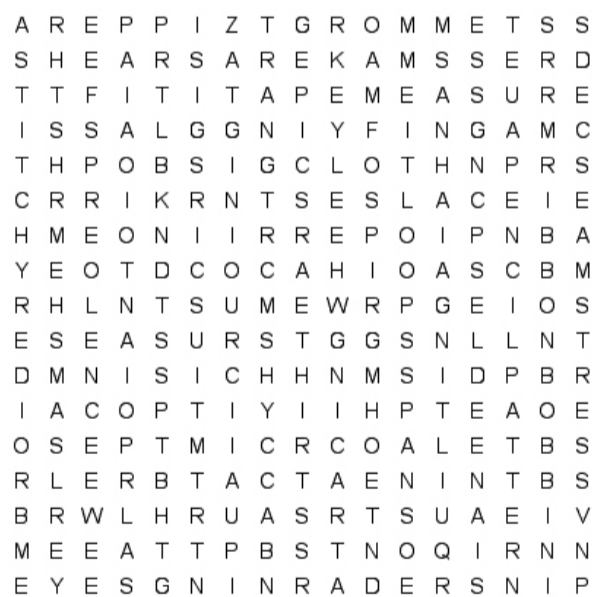 A R E P P I Z T G R O M M E T S S
S H E A R S A R E K A M S S E R D
T T F I T I T A P E M E A S U R E
I S S A L G G N I Y F I N G A M C
T H P O B S I G C L O T H N P R S
C R R I K R N T S E S L A C E I E
H M E O N I I R R E P O I P N B A
Y E O T D C O C A H I O A S C B M
R H L N T S U M E W R P G E I O S
E S E A S U R S T G G S N L L N T
D M N I S I C H H N M S I D P B R
I A C O P T I Y I I H P T E A O E
O S E P T M I C R C O A L E T B S
R L E R B T A C T A E N I N T B S
B R W L H R U A S R T S U A E I V
M E E A T T P B S T N O Q I R N N
E Y E S G N I N R A D E R S N I P